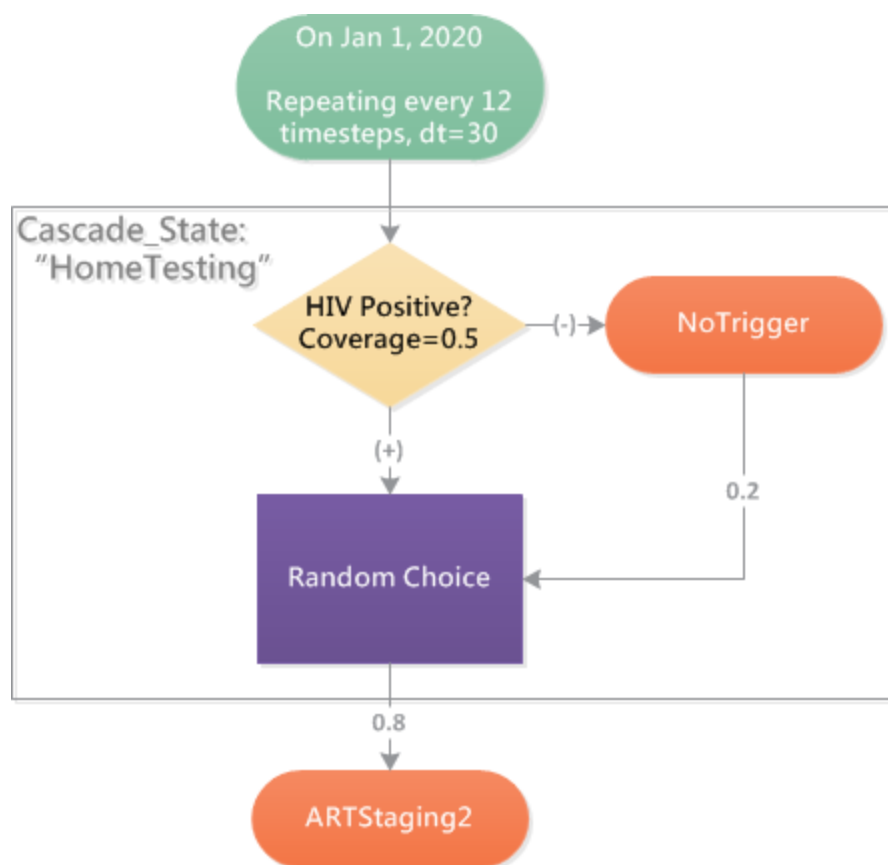 On Jan 1, 2020
Repeating every 12
timesteps, dt=30
Cascade_State:
“HomeTesting”
HIV Positive?
Coverage=0.5
(-)
NoTrigger
(+)
0.2
Random Choice
0.8
ARTStaging2